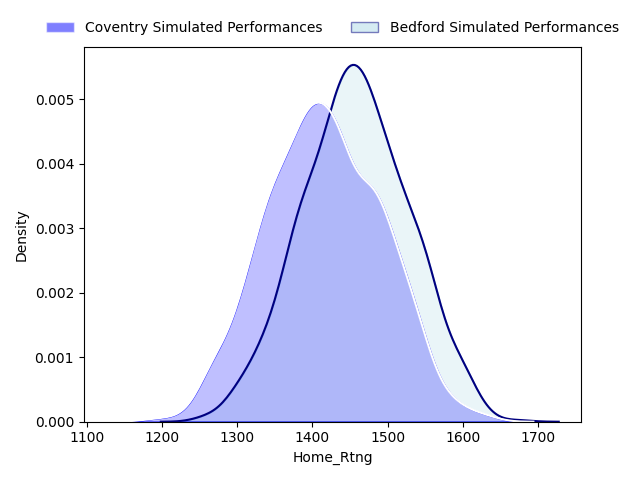 Coventry Simulated Performances
Bedford Simulated Performances
Density
0.005
0.004
0.003
0.002
0.001
0.000
1100 1200 1300 1400 1500 1600 1700
Home_Rtng